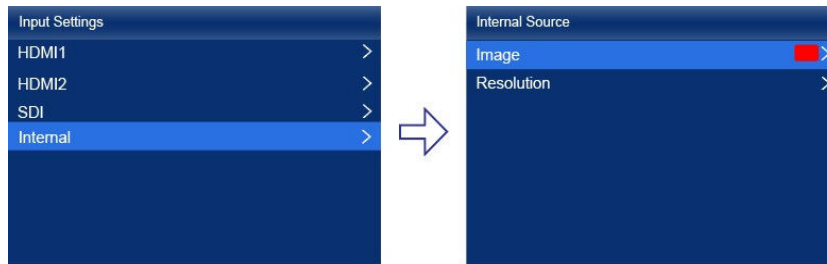 Input Settings
HDMI1
HDMI2
SDI
Internal
Internal Source
Image
Resolution